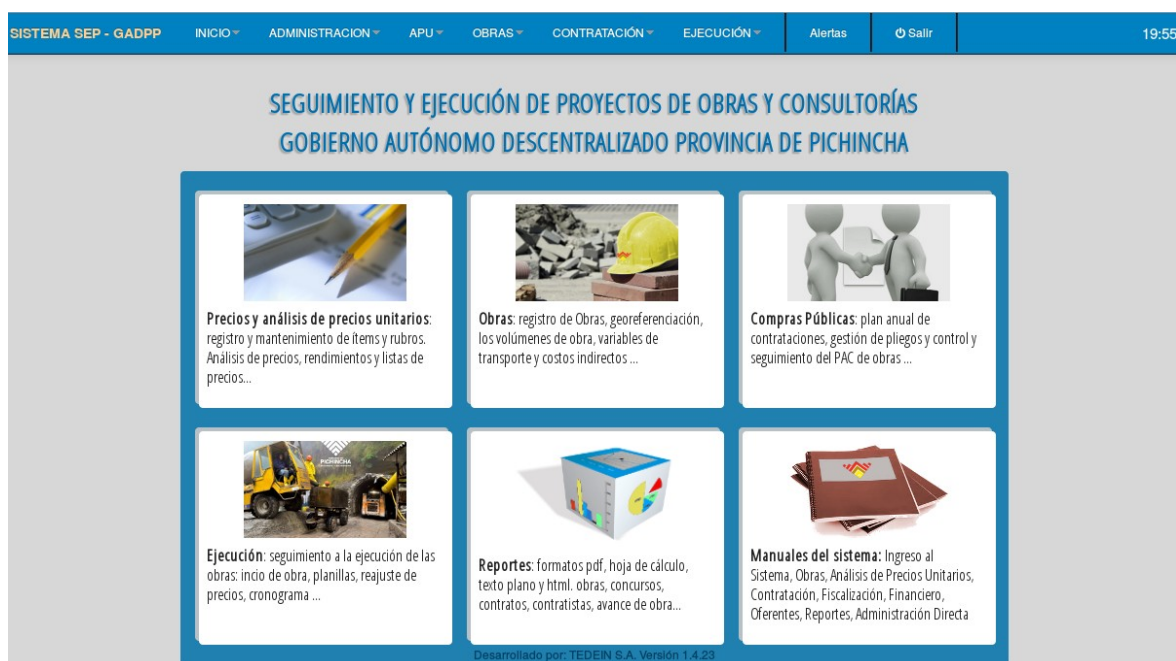 SISTEMA SEP - GADPP INICIO ADMINISTRACION APU OBRAS CONTRATACIÓN EJECUCIÓN Alertas Salir 19:55
SEGUIMIENTO Y EJECUCIÓN DE PROYECTOS DE OBRAS Y CONSULTORÍAS
GOBIERNO AUTÓNOMO DESCENTRALIZADO PROVINCIA DE PICHINCHA
Precios y análisis de precios unitarios:
registro y mantenimiento de ítems y rubros.
Análisis de precios, rendimientos y listas de
precios...
Obras: registro de Obras, georeferenciación,
los volúmenes de obra, variables de
transporte y costos indirectos ...
Compras Públicas: plan anual de
contrataciones, gestión de pliegos y control y
seguimiento del PAC de obras ...
PICHINCHA
Ejecución: seguimiento a la ejecución de las
obras: incio de obra, planillas, reajuste de
precios, cronograma ...
Reportes: formatos pdf, hoja de cálculo,
texto plano y html. obras, concursos,
contratos, contratistas, avance de obra...
Manuales del sistema: Ingreso al
Sistema, Obras, Análisis de Precios Unitarios,
Contratación, Fiscalización, Financiero,
Oferentes, Reportes, Administración Directa
Desarrollado por: TEDEIN S.A. Versión 1.4.23